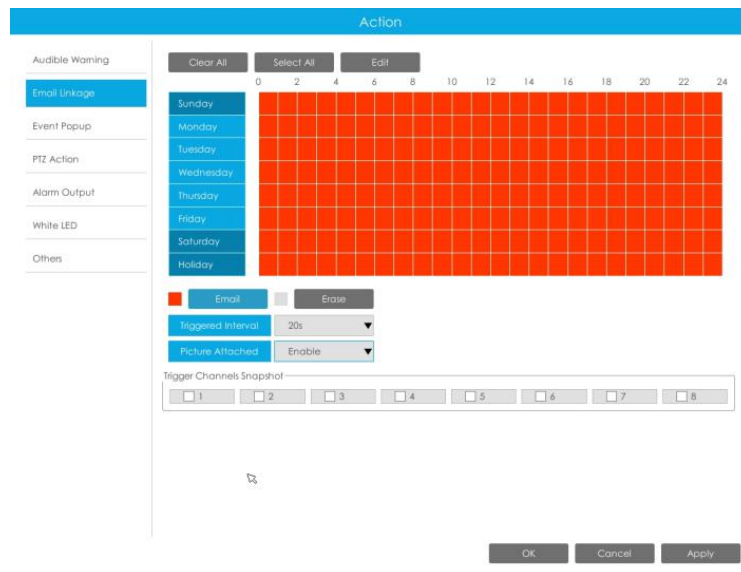 Action
Audible Warning
Email Linkage
Event Popup
PTZ Action
Alarm Output
White LED
Others
Clear All Select All Edit
0 2 4 6 8 10 12 14 16 18 20 22 24
Sunday
Monday
Tuesday
Wednesday
Thursday
Friday
Saturday
Holiday
Email Erase
Triggered Interval 20s
Picture Attached Enable
Trigger Channels Snapshot
1 2 3 4 5 6 7 8
OK Cancel Apply